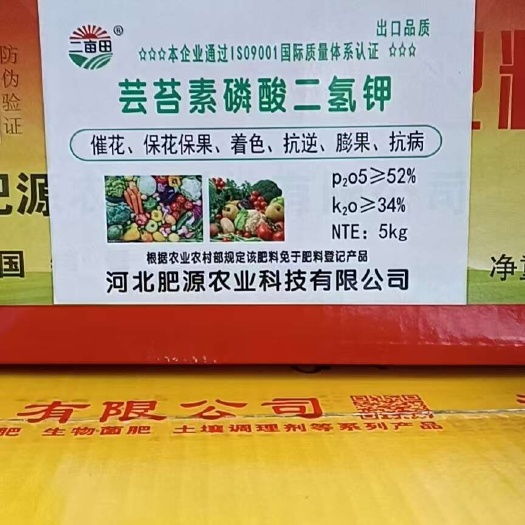 出口品质
二亩田®
☆☆☆本企业通过ISO9001国际质量体系认证 ☆☆☆
芸苔素磷酸二氢钾
催花、保花保果、着色、抗逆、膨果、抗病
p₂o5≥52%
k₂o≥34%
NTE：5kg
根据农业农村部规定该肥料免于肥料登记产品
河北肥源农业科技有限公司
防伪验证
肥源
国
净重
有限公司
肥 生物菌肥 土壤调理剂等系列产品